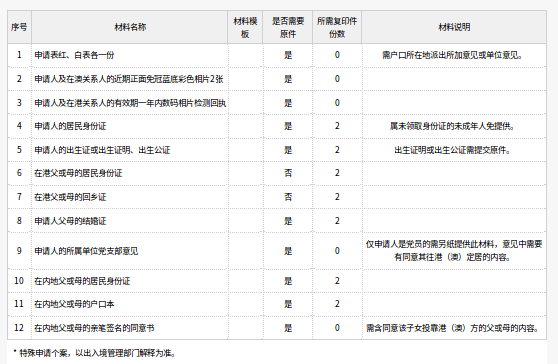 序号 材料名称 材料模板 是否需要原件 所需复印件份数 材料说明
1 申请表红、白表各一份 是 0 需户口所在地派出所加意见或单位意见。
2 申请人及在澳关系人的近期正面免冠蓝底彩色相片2张 是 0
3 申请人及在港关系人的有效期一年内数码相片检测回执 是 0
4 申请人的居民身份证 是 2 属未领取身份证的未成年人免提供。
5 申请人的出生证或出生证明、出生公证 是 2 出生证明或出生公证需提交原件。
6 在港父或母的居民身份证 否 2
7 在港父或母的回乡证 否 2
8 申请人父母的结婚证 是 2
9 申请人的所属单位党支部意见 是 0 仅申请人是党员的需另纸提供此材料，意见中需要
有同意其往港（澳）定居的内容。
10 在内地父或母的居民身份证 是 2
11 在内地父或母的户口本 是 2
12 在内地父或母的亲笔签名的同意书 是 0 需含同意该子女投靠港（澳）方的父或母的内容。
* 特殊申请个案，以出入境管理部门解释为准。